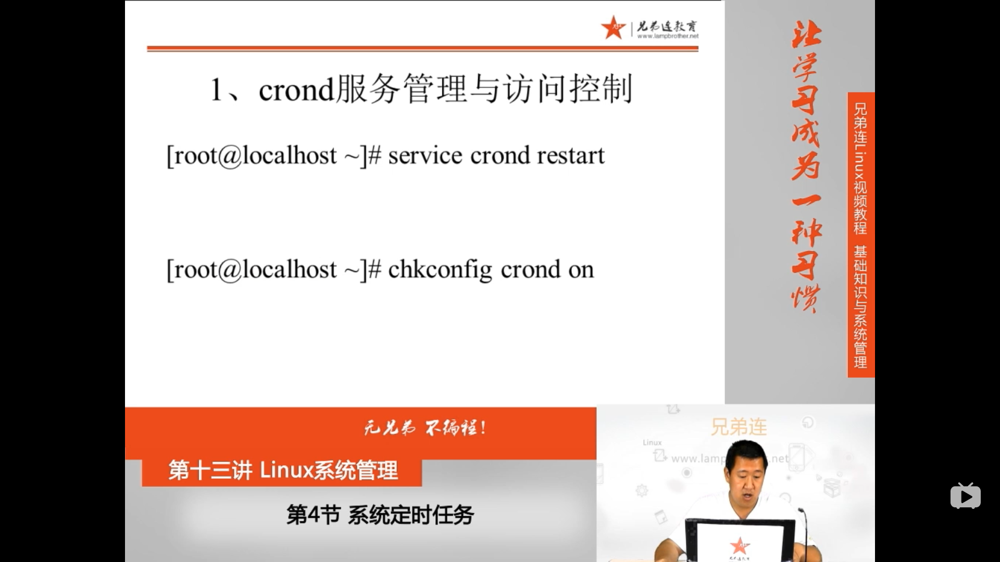 兄弟连教育
www.lampbrother.net
1、crond服务管理与访问控制
[root@localhost ~]# service crond restart
[root@localhost ~]# chkconfig crond on
让学习成为一种习惯
兄弟连Linux视频教程 基础知识与系统管理
无兄弟 不编程!
第十三讲 Linux系统管理
第4节 系统定时任务
兄弟连
Linux